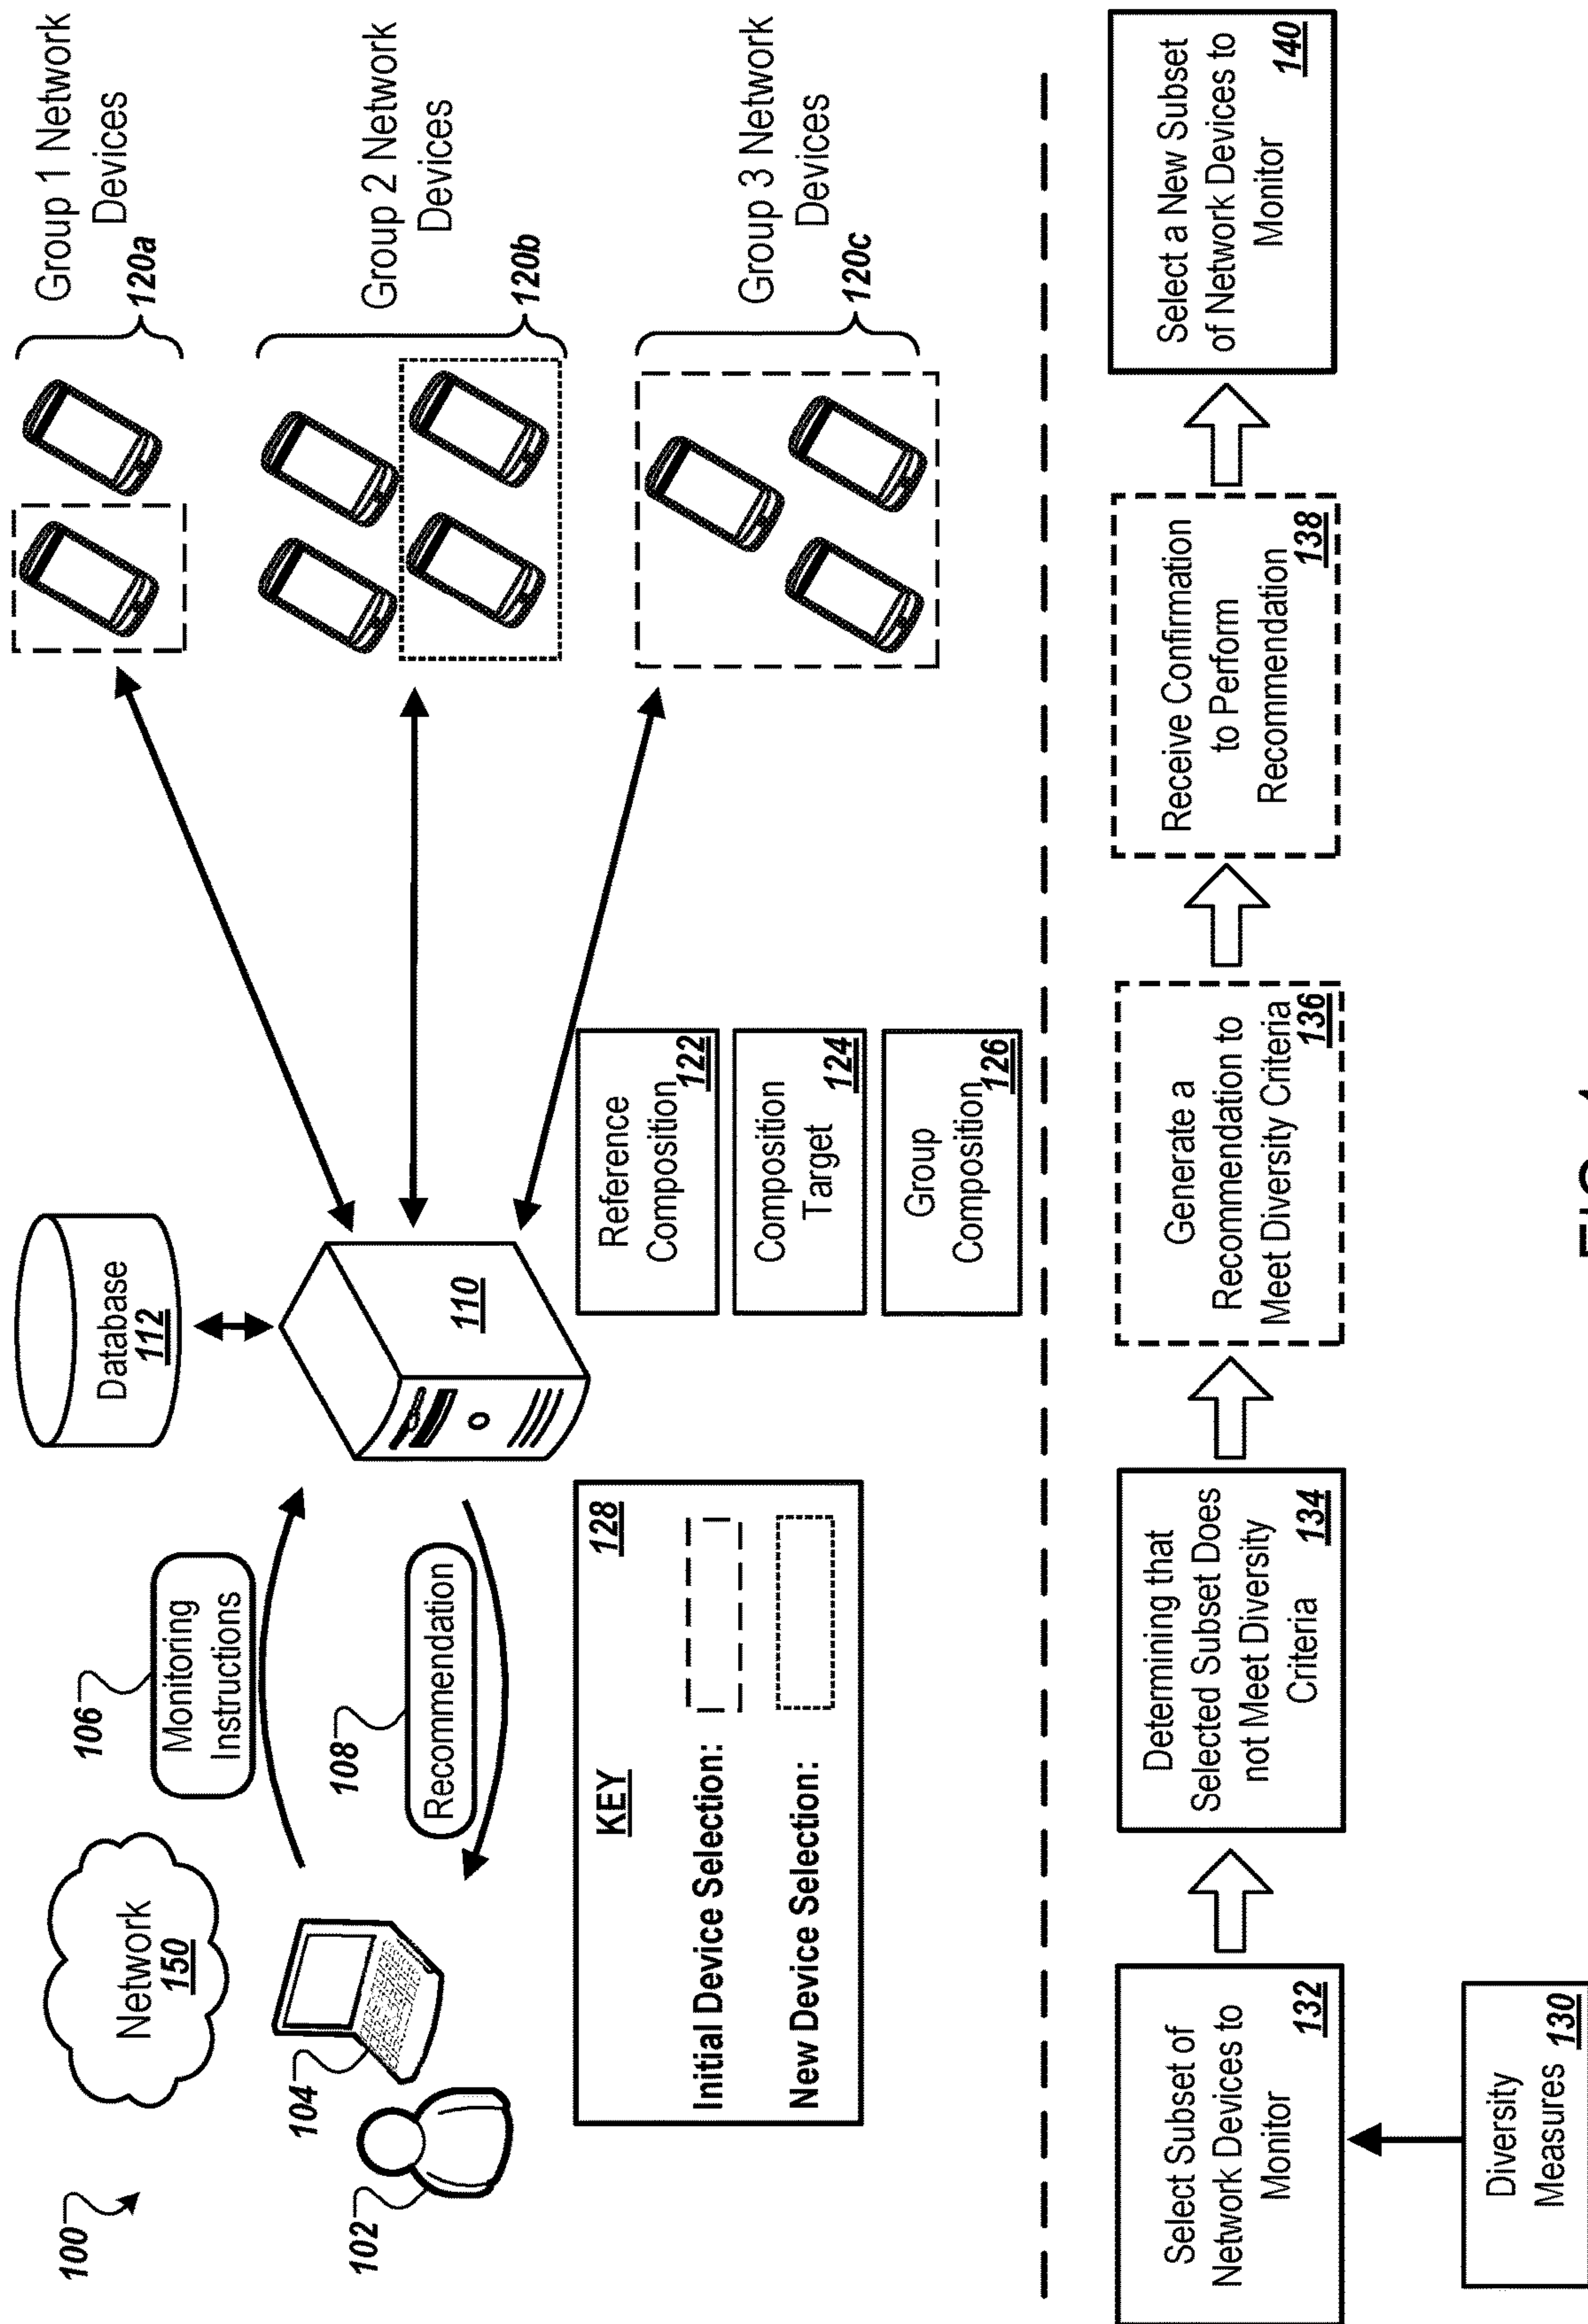 100
Network
150
106
Monitoring
Instructions
Database
112
Group 1 Network
Devices
120a
102
104
108
Recommendation
110
Group 2 Network
Devices
120b
128
KEY
Initial Device Selection:
New Device Selection:
Reference
Composition
122
Composition
Target
124
Group
Composition
126
Group 3 Network
Devices
120c
Select Subset of
Network Devices to
Monitor
132
Determining that
Selected Subset Does
not Meet Diversity
Criteria
134
Generate a
Recommendation to
Meet Diversity Criteria
136
Receive Confirmation
to Perform
Recommendation
138
Select a New Subset
of Network Devices to
Monitor
140
Diversity
Measures
130